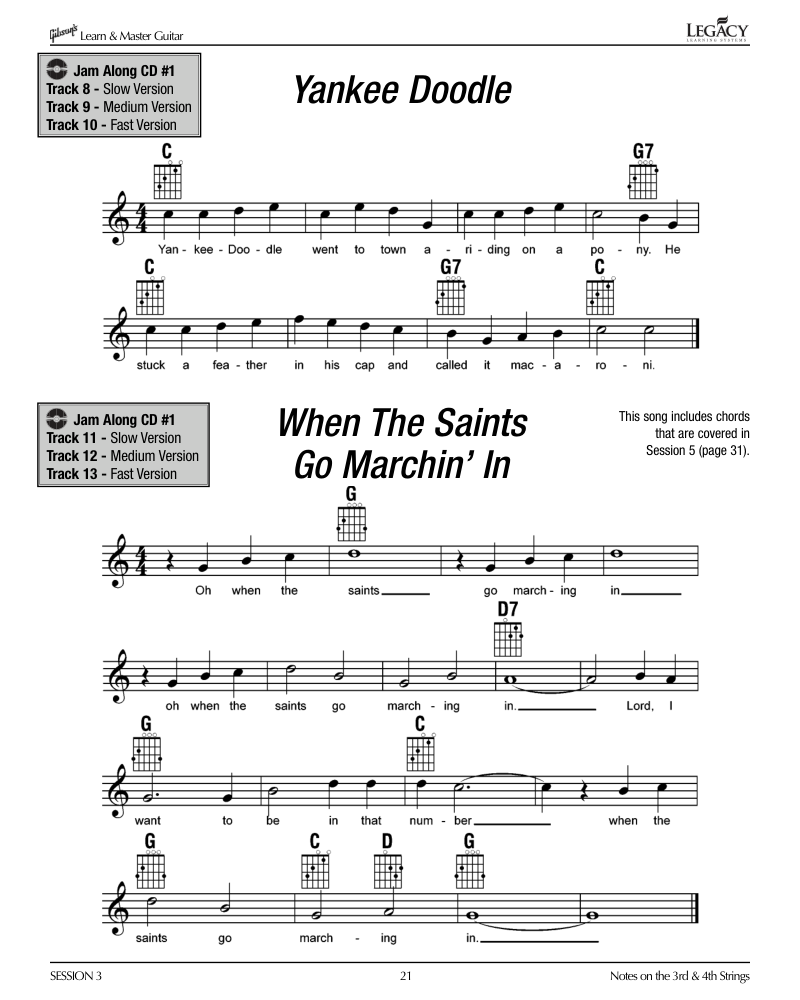 Gibson's Learn & Master Guitar
LEGACY
LEARNING SYSTEMS
Jam Along CD #1
Track 8 - Slow Version
Track 9 - Medium Version
Track 10 - Fast Version
Yankee Doodle
C G7
4
4
Yan - kee - Doo - dle went to town a - ri - ding on a po - ny. He
C G7 C
stuck a fea - ther in his cap and called it mac - a - ro - ni.
Jam Along CD #1
Track 11 - Slow Version
Track 12 - Medium Version
Track 13 - Fast Version
When The Saints
Go Marchin' In
This song includes chords
that are covered in
Session 5 (page 31).
G
4
4
Oh when the saints go march - ing in
D7
oh when the saints go march - ing in. Lord, I
G C
want to be in that num - ber when the
G C D G
saints go march - ing in.
SESSION 3 21 Notes on the 3rd & 4th Strings